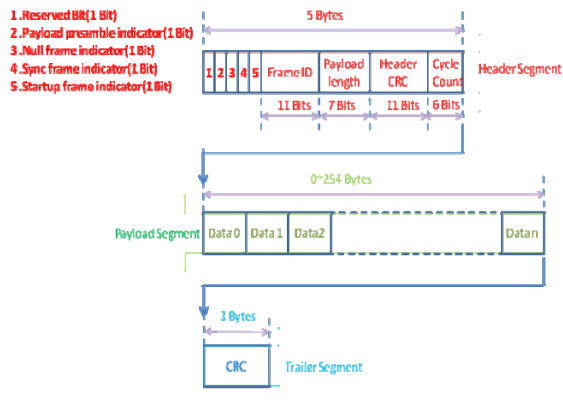 1.Reserved Bit(1 Bit)
2.Payload preamble indicator(1 Bit)
3.Null frame indicator(1 Bit)
4.Sync frame indicator(1 Bit)
5.Startup frame indicator(1 Bit)
5 Bytes
1 2 3 4 5 Frame ID Payload length Header CRC Cycle Count
Header Segment
11 Bits 7 Bits 11 Bits 6 Bits
0~254 Bytes
Payload Segment Data 0 Data 1 Data2 Data n
3 Bytes
CRC Trailer Segment